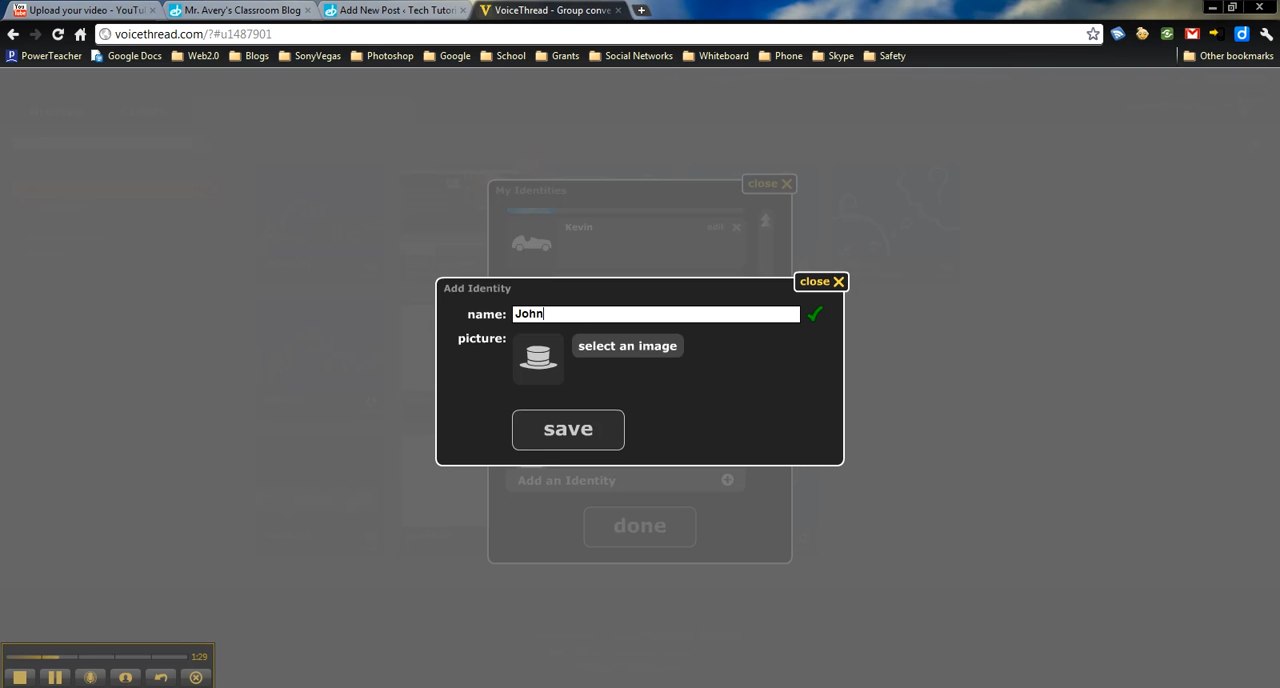 Upload your video - YouTu
Mr. Avery's Classroom Blog
Add New Post ‹ Tech Tutori
VoiceThread - Group conve
voicethread.com/?#u1487901
PowerTeacher Google Docs Web2.0 Blogs SonyVegas Photoshop Google School Grants Social Networks Whiteboard Phone Skype Safety Other bookmarks
My Identities
close
Kevin
edit
Add Identity
close
name: John
picture:
select an image
save
Add an Identity
done
1:29